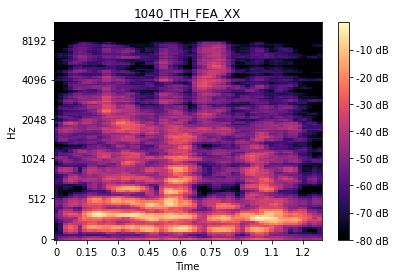 1040_ITH_FEA_XX
8192
4096
2048
1024
512
0
Hz
0 0.15 0.3 0.45 0.6 0.75 0.9 1.1 1.2
Time
-10 dB
-20 dB
-30 dB
-40 dB
-50 dB
-60 dB
-70 dB
-80 dB